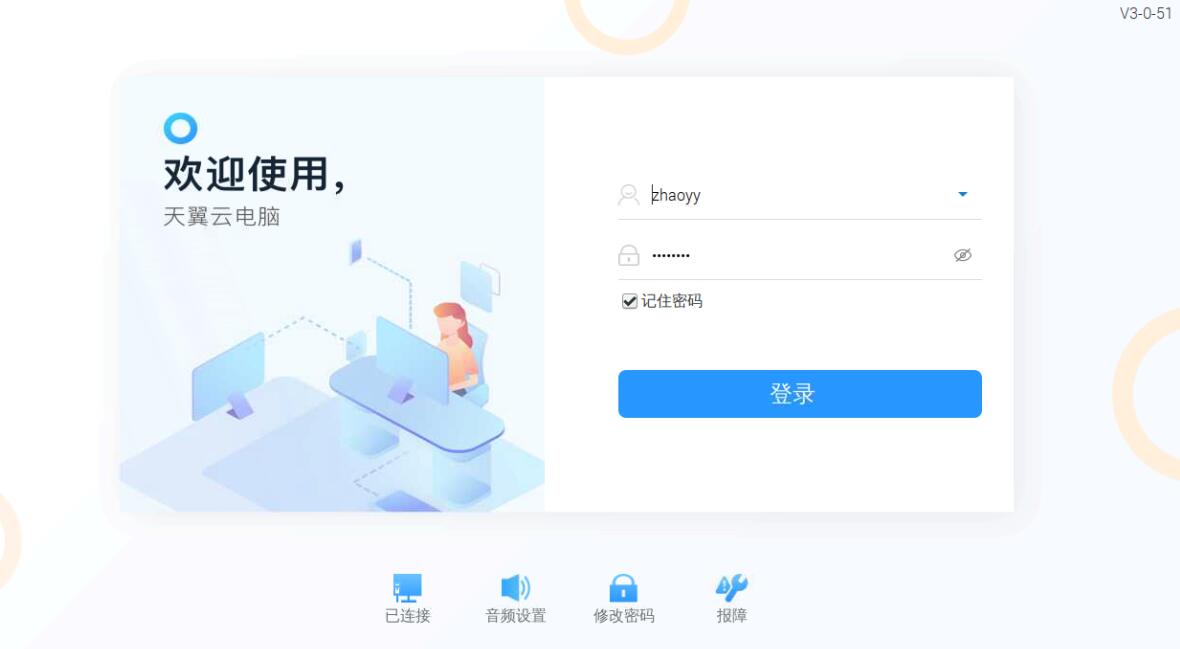 V3-0-51
欢迎使用,
天翼云电脑
zhaoyy
••••••••
记住密码
登录
已连接
音频设置
修改密码
报障